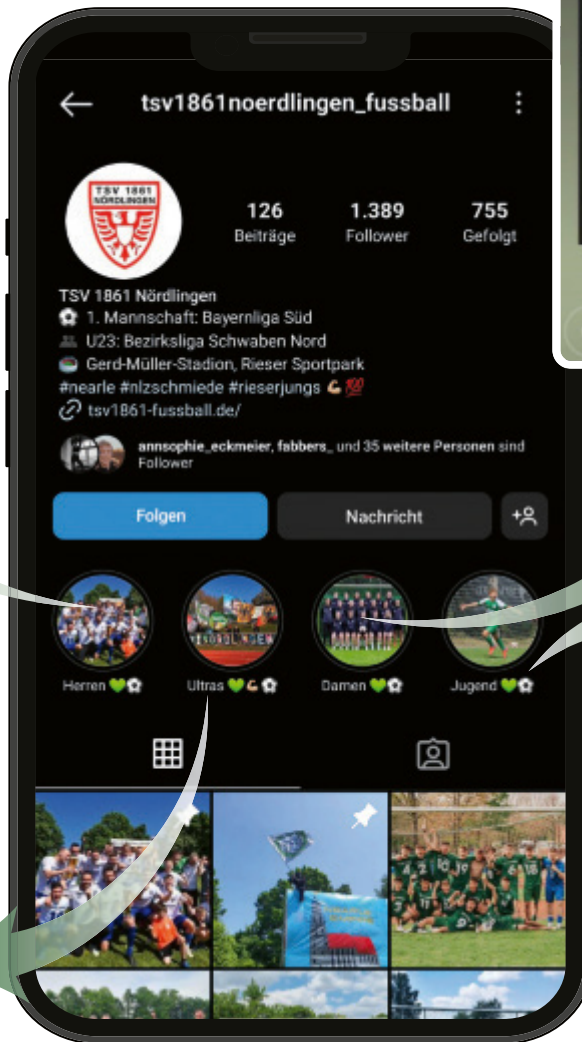 tsv1861noerdlingen_fussball
TSV 1861
NÖRDLINGEN
126
1.389
755
Beiträge
Follower
Gefolgt
TSV 1861 Nördlingen
⚽ 1. Mannschaft: Bayernliga Süd
👥 U23: Bezirksliga Schwaben Nord
🏟 Gerd-Müller-Stadion, Rieser Sportpark
#nearle #nlzschmiede #rieserjungs 💪🏼💯
tsv1861-fussball.de/
annsophie_eckmeier, fabbers_ und 35 weitere Personen sind
Follower
Folgen
Nachricht
Herren 💚⚽
Ultras 💚💪🏼⚽
Damen 💚⚽
Jugend 💚⚽